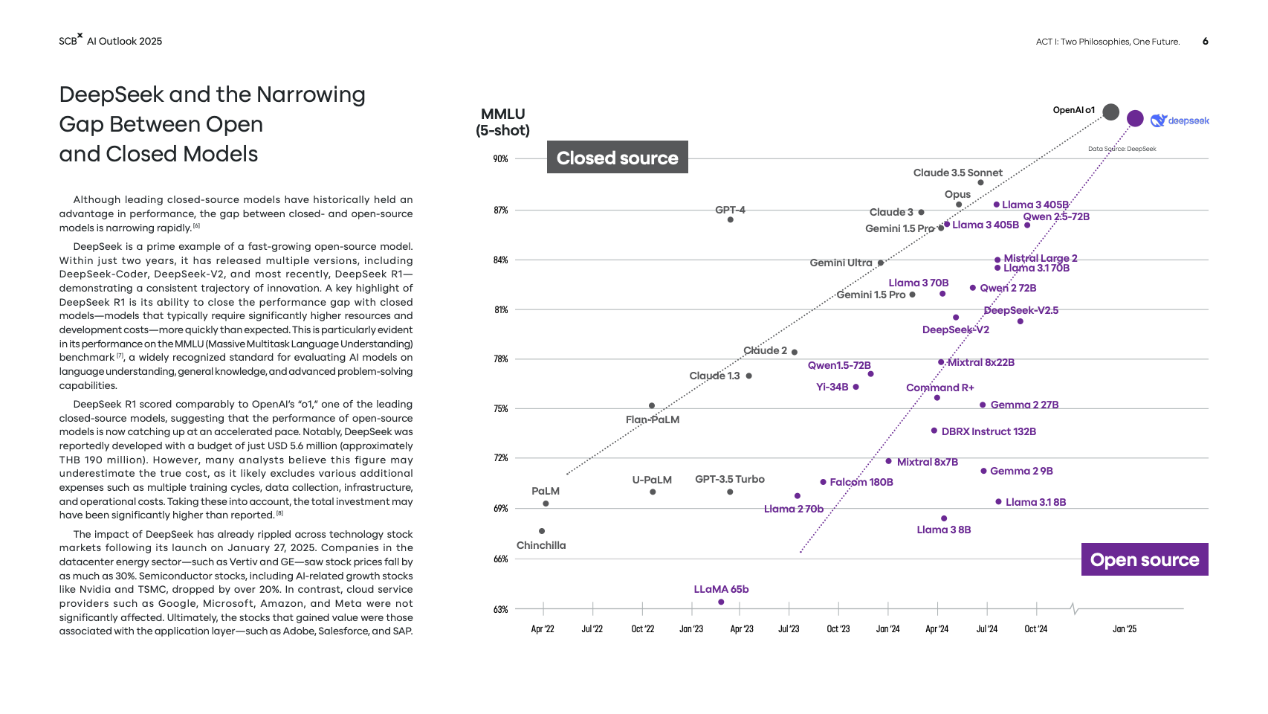 SCBX AI Outlook 2025
ACT I: Two Philosophies, One Future. 6
DeepSeek and the Narrowing
Gap Between Open
and Closed Models
Although leading closed-source models have historically held an
advantage in performance, the gap between closed- and open-source
models is narrowing rapidly.[6]
DeepSeek is a prime example of a fast-growing open-source model.
Within just two years, it has released multiple versions, including
DeepSeek-Coder, DeepSeek-V2, and most recently, DeepSeek R1—
demonstrating a consistent trajectory of innovation. A key highlight of
DeepSeek R1 is its ability to close the performance gap with closed
models—models that typically require significantly higher resources and
development costs—more quickly than expected. This is particularly evident
in its performance on the MMLU (Massive Multitask Language Understanding)
benchmark [7], a widely recognized standard for evaluating AI models on
language understanding, general knowledge, and advanced problem-solving
capabilities.
DeepSeek R1 scored comparably to OpenAI's "o1," one of the leading
closed-source models, suggesting that the performance of open-source
models is now catching up at an accelerated pace. Notably, DeepSeek was
reportedly developed with a budget of just USD 5.6 million (approximately
THB 190 million). However, many analysts believe this figure may
underestimate the true cost, as it likely excludes various additional
expenses such as multiple training cycles, data collection, infrastructure,
and operational costs. Taking these into account, the total investment may
have been significantly higher than reported.[8]
The impact of DeepSeek has already rippled across technology stock
markets following its launch on January 27, 2025. Companies in the
datacenter energy sector—such as Vertiv and GE—saw stock prices fall by
as much as 30%. Semiconductor stocks, including AI-related growth stocks
like Nvidia and TSMC, dropped by over 20%. In contrast, cloud service
providers such as Google, Microsoft, Amazon, and Meta were not
significantly affected. Ultimately, the stocks that gained value were those
associated with the application layer—such as Adobe, Salesforce, and SAP.
MMLU
(5-shot)
OpenAI o1
deepseek
Data Source: DeepSeek
Closed source
90%
Claude 3.5 Sonnet
Opus
Llama 3 405B
87%
GPT-4
Claude 3
Qwen 2.5-72B
Gemini 1.5 Pro
Llama 3 405B
84%
Gemini Ultra
Mistral Large 2
Llama 3.1 70B
Llama 3 70B
Qwen 2 72B
Gemini 1.5 Pro
81%
DeepSeek-V2.5
DeepSeek-V2
78%
Claude 2
Mixtral 8x22B
Qwen1.5-72B
Claude 1.3
Yi-34B
Command R+
75%
Flan-PaLM
Gemma 2 27B
DBRX Instruct 132B
72%
Mixtral 8x7B
Gemma 2 9B
U-PaLM
GPT-3.5 Turbo
Falcom 180B
PaLM
69%
Llama 2 70b
Llama 3.1 8B
Llama 3 8B
Chinchilla
66%
Open source
LLaMA 65b
63%
Apr '22 Jul '22 Oct '22 Jan '23 Apr '23 Jul '23 Oct '23 Jan '24 Apr '24 Jul '24 Oct '24 Jan '25